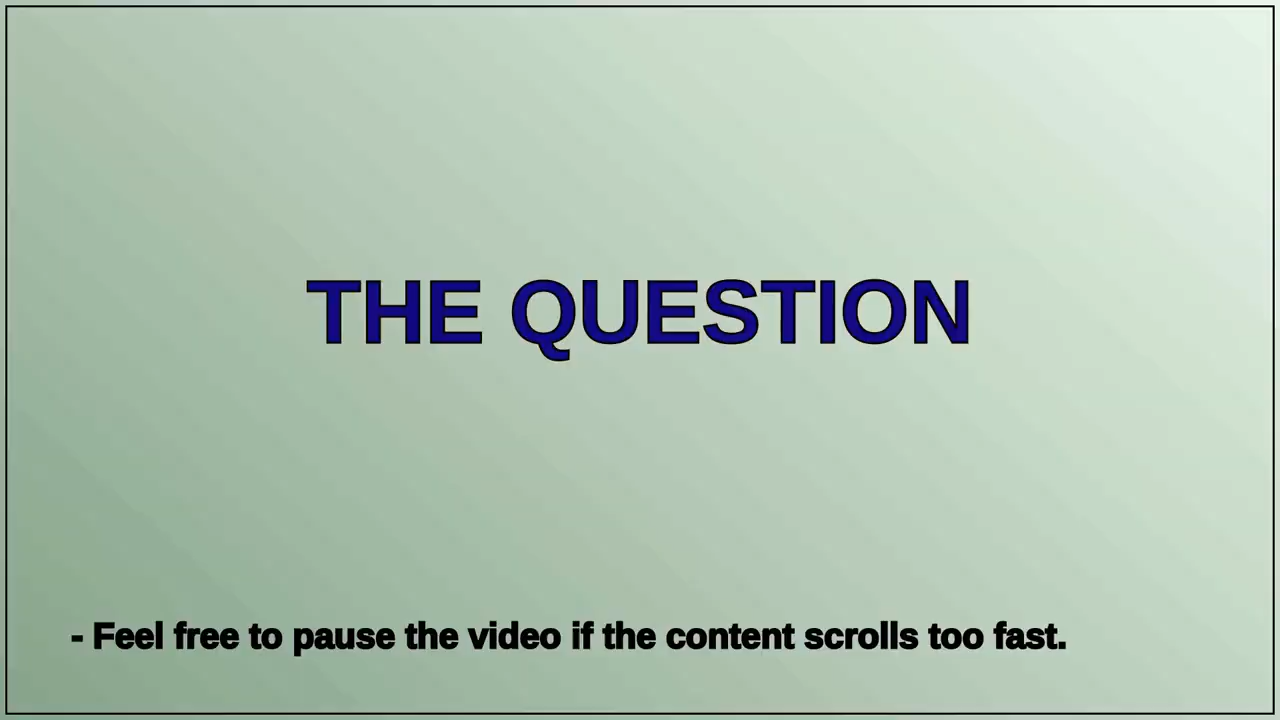 THE QUESTION
- Feel free to pause the video if the content scrolls too fast.